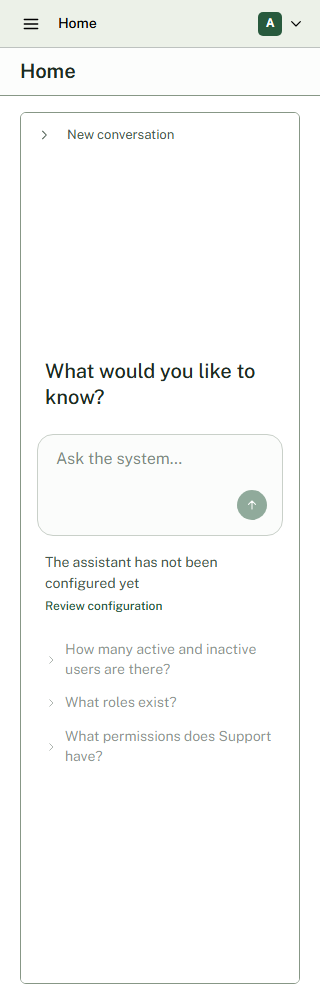 Home
A
Home
New conversation
What would you like to
know?
Ask the system...
The assistant has not been
configured yet
Review configuration
How many active and inactive
users are there?
What roles exist?
What permissions does Support
have?